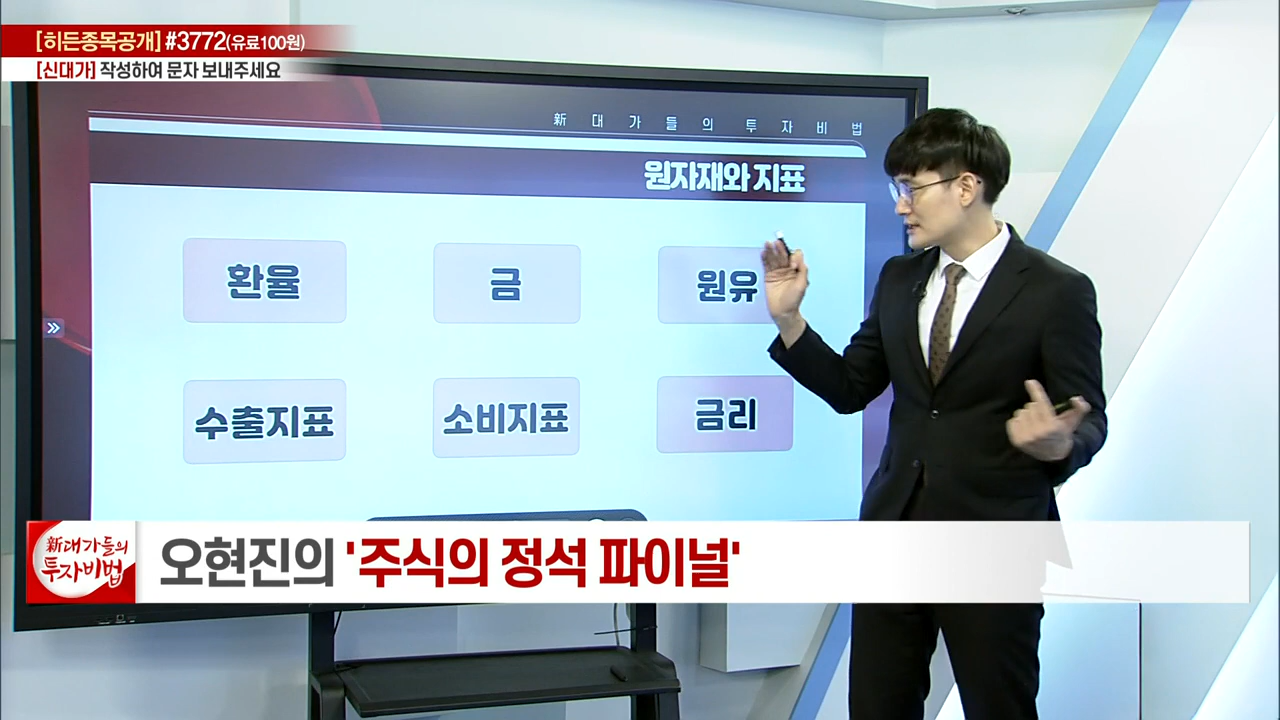 [히든종목공개] #3772(유료100원)
[신대가] 작성하여 문자 보내주세요
新 대 가 들 의 투 자 비 법
원자재와 지표
환율
금
원유
수출지표
소비지표
금리
新대가들의
투자비법
오현진의 '주식의 정석 파이널'